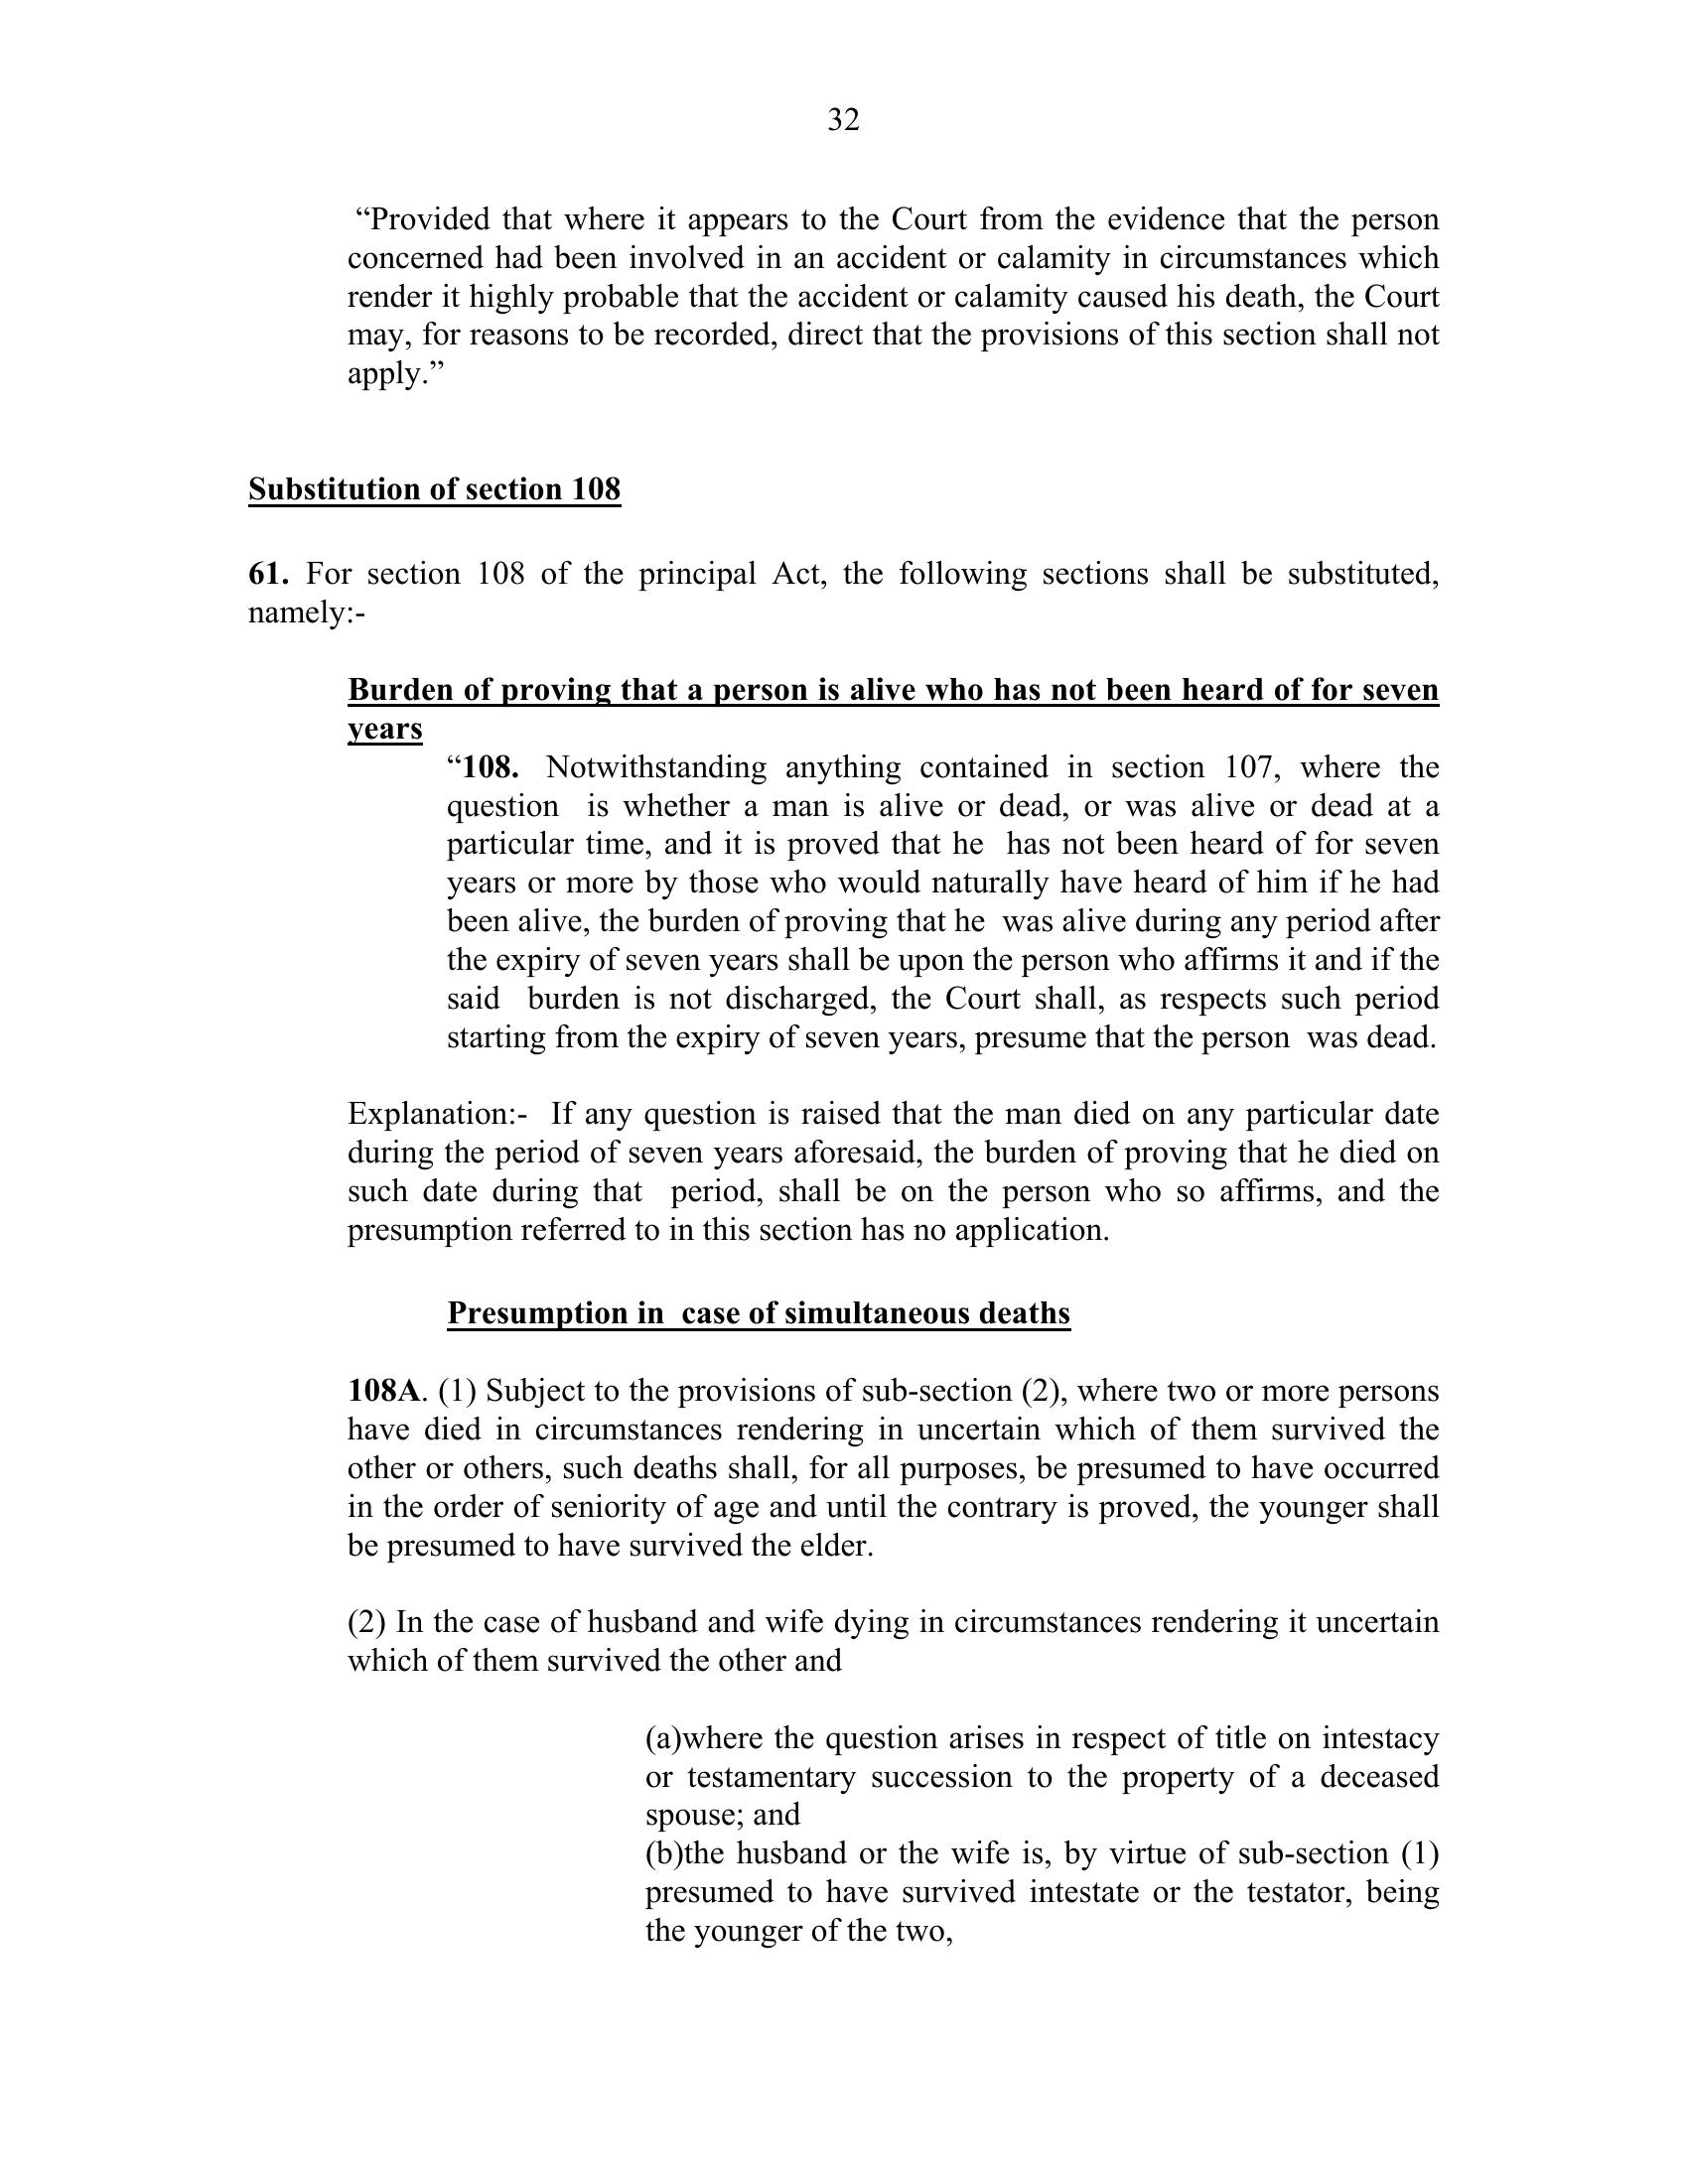 32
“Provided that where it appears to the Court from the evidence that the person
concerned had been involved in an accident or calamity in circumstances which
render it highly probable that the accident or calamity caused his death, the Court
may, for reasons to be recorded, direct that the provisions of this section shall not
apply.”
Substitution of section 108
61. For section 108 of the principal Act, the following sections shall be substituted,
namely:-
Burden of proving that a person is alive who has not been heard of for seven
years
“108. Notwithstanding anything contained in section 107, where the
question is whether a man is alive or dead, or was alive or dead at a
particular time, and it is proved that he has not been heard of for seven
years or more by those who would naturally have heard of him if he had
been alive, the burden of proving that he was alive during any period after
the expiry of seven years shall be upon the person who affirms it and if the
said burden is not discharged, the Court shall, as respects such period
starting from the expiry of seven years, presume that the person was dead.
Explanation:- If any question is raised that the man died on any particular date
during the period of seven years aforesaid, the burden of proving that he died on
such date during that period, shall be on the person who so affirms, and the
presumption referred to in this section has no application.
Presumption in case of simultaneous deaths
108A. (1) Subject to the provisions of sub-section (2), where two or more persons
have died in circumstances rendering in uncertain which of them survived the
other or others, such deaths shall, for all purposes, be presumed to have occurred
in the order of seniority of age and until the contrary is proved, the younger shall
be presumed to have survived the elder.
(2) In the case of husband and wife dying in circumstances rendering it uncertain
which of them survived the other and
(a)where the question arises in respect of title on intestacy
or testamentary succession to the property of a deceased
spouse; and
(b)the husband or the wife is, by virtue of sub-section (1)
presumed to have survived intestate or the testator, being
the younger of the two,